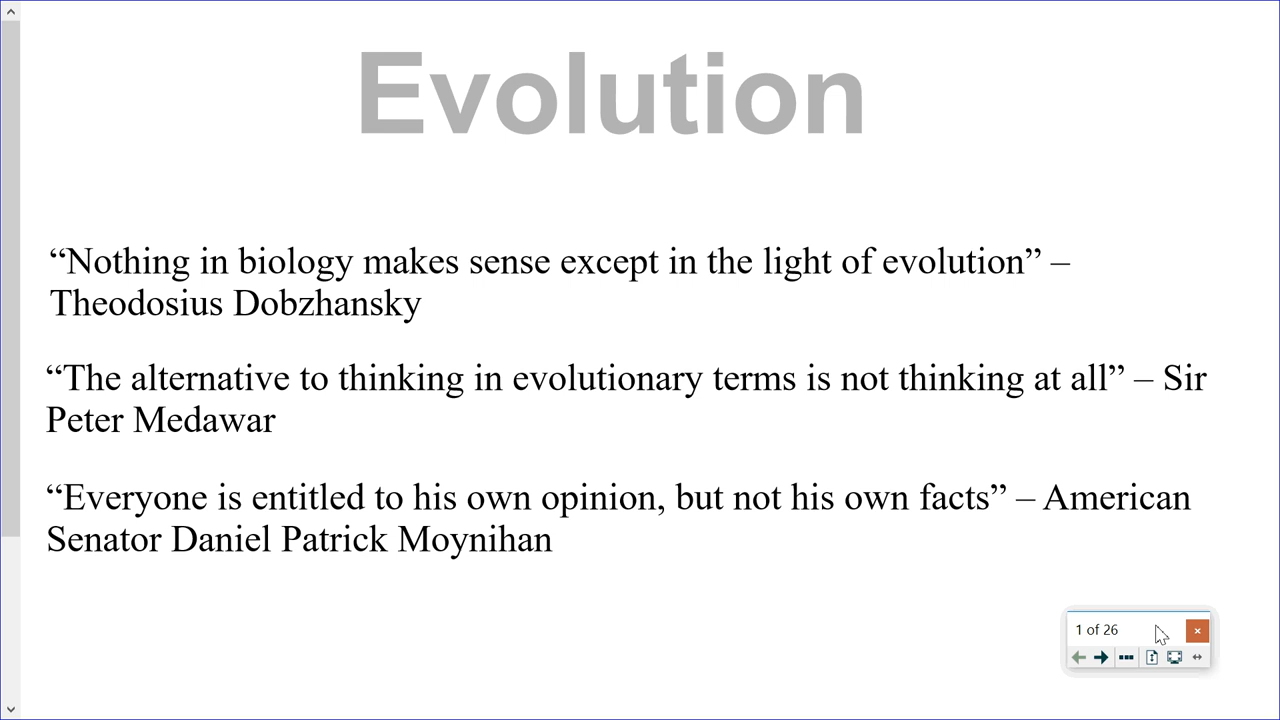 Evolution
“Nothing in biology makes sense except in the light of evolution” –
Theodosius Dobzhansky
“The alternative to thinking in evolutionary terms is not thinking at all” – Sir
Peter Medawar
“Everyone is entitled to his own opinion, but not his own facts” – American
Senator Daniel Patrick Moynihan
1 of 26